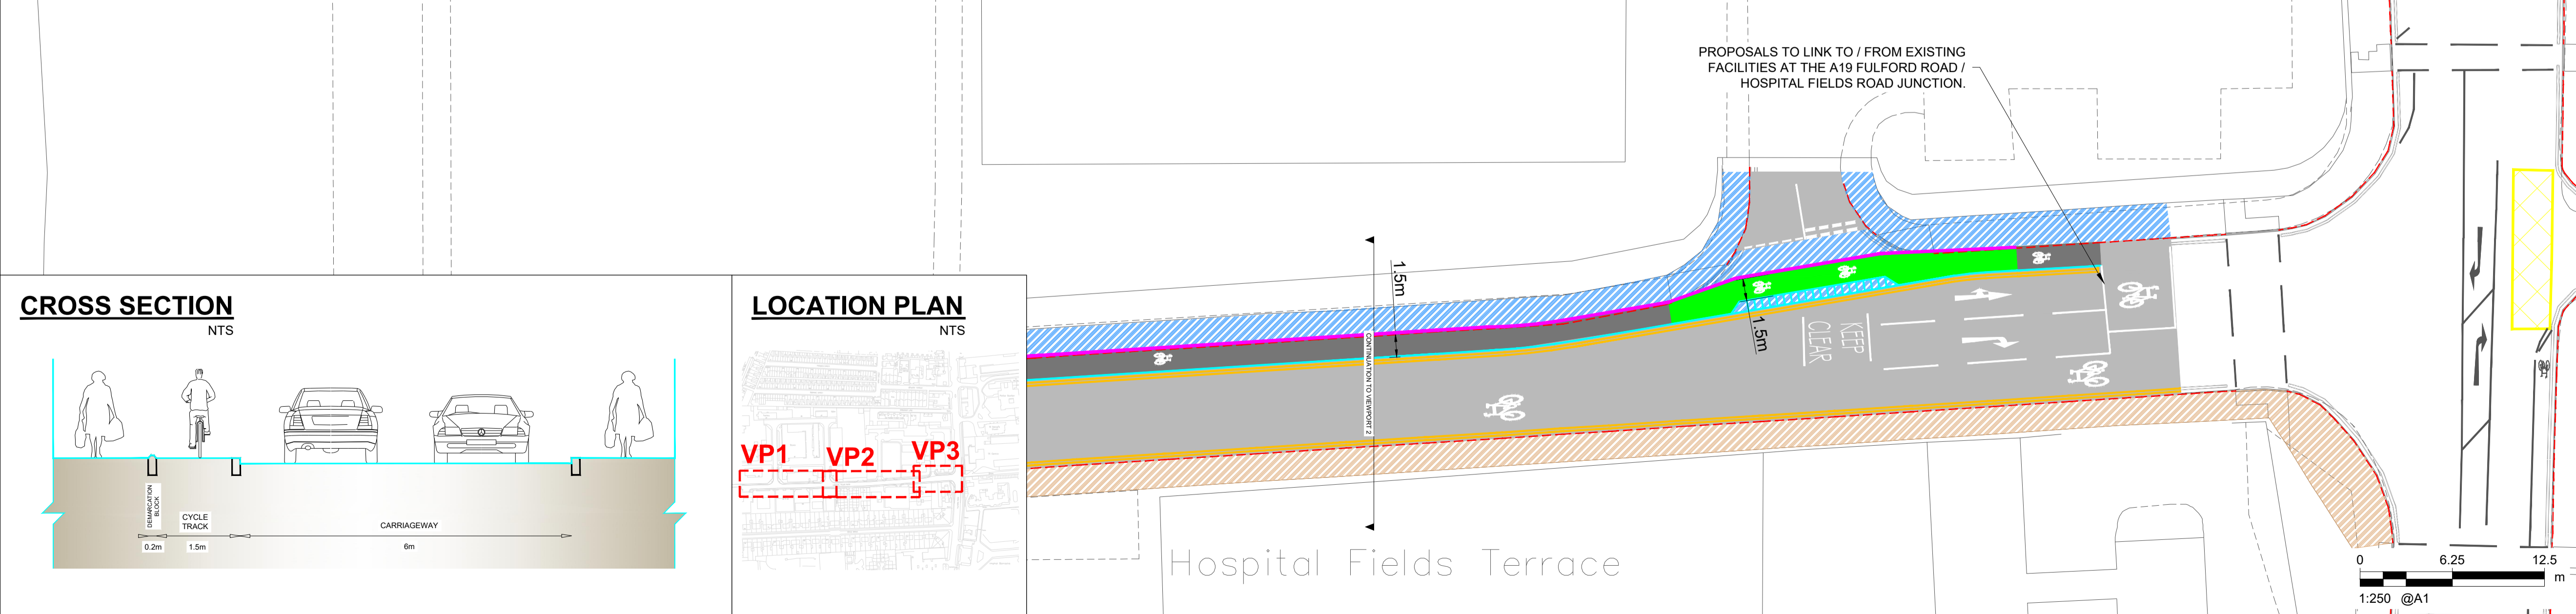 CROSS SECTION
NTS
DEMARCATION
BLOCK
CYCLE
TRACK
CARRIAGEWAY
0.2m
1.5m
6m
LOCATION PLAN
NTS
VP1
VP2
VP3
PROPOSALS TO LINK TO / FROM EXISTING
FACILITIES AT THE A19 FULFORD ROAD /
HOSPITAL FIELDS ROAD JUNCTION.
1.5m
CONTINUATION TO VIEWPORT 2
1.5m
KEEP
CLEAR
Hospital Fields Terrace
0
6.25
12.5
m
1:250 @A1